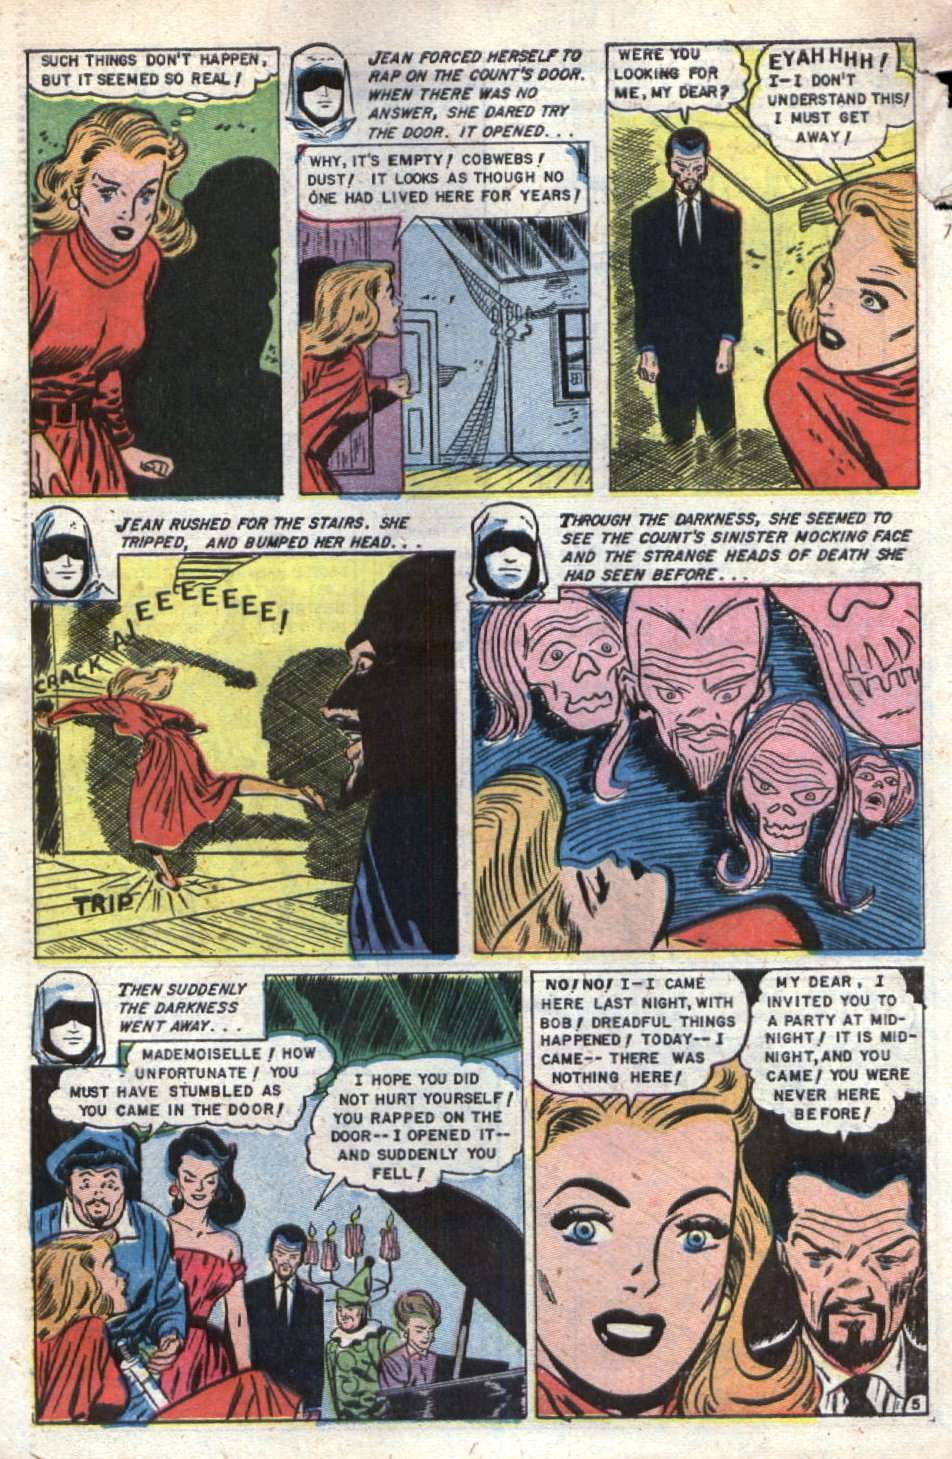 SUCH THINGS DON'T HAPPEN,
BUT IT SEEMED SO REAL!
JEAN FORCED HERSELF TO
RAP ON THE COUNT'S DOOR.
WHEN THERE WAS NO
ANSWER, SHE DARED TRY
THE DOOR. IT OPENED...
WHY, IT'S EMPTY! COBWEBS!
DUST! IT LOOKS AS THOUGH NO
ONE HAD LIVED HERE FOR YEARS!
WERE YOU
LOOKING FOR
ME, MY DEAR?
EYAHHHH!
I-I DON'T
UNDERSTAND THIS!
I MUST GET
AWAY!
JEAN RUSHED FOR THE STAIRS. SHE
TRIPPED, AND BUMPED HER HEAD...
AIEEEEEEE!
CRACK
TRIP
THROUGH THE DARKNESS, SHE SEEMED TO
SEE THE COUNT'S SINISTER MOCKING FACE
AND THE STRANGE HEADS OF DEATH SHE
HAD SEEN BEFORE...
THEN SUDDENLY
THE DARKNESS
WENT AWAY...
MADEMOISELLE! HOW
UNFORTUNATE! YOU
MUST HAVE STUMBLED AS
YOU CAME IN THE DOOR!
I HOPE YOU DID
NOT HURT YOURSELF!
YOU RAPPED ON THE
DOOR--I OPENED IT--
AND SUDDENLY YOU
FELL!
NO! NO! I-I CAME
HERE LAST NIGHT, WITH
BOB! DREADFUL THINGS
HAPPENED! TODAY--I
CAME--THERE WAS
NOTHING HERE!
MY DEAR, I
INVITED YOU TO
A PARTY AT MID-
NIGHT! IT IS MID-
NIGHT, AND YOU
CAME! YOU WERE
NEVER HERE
BEFORE!
5